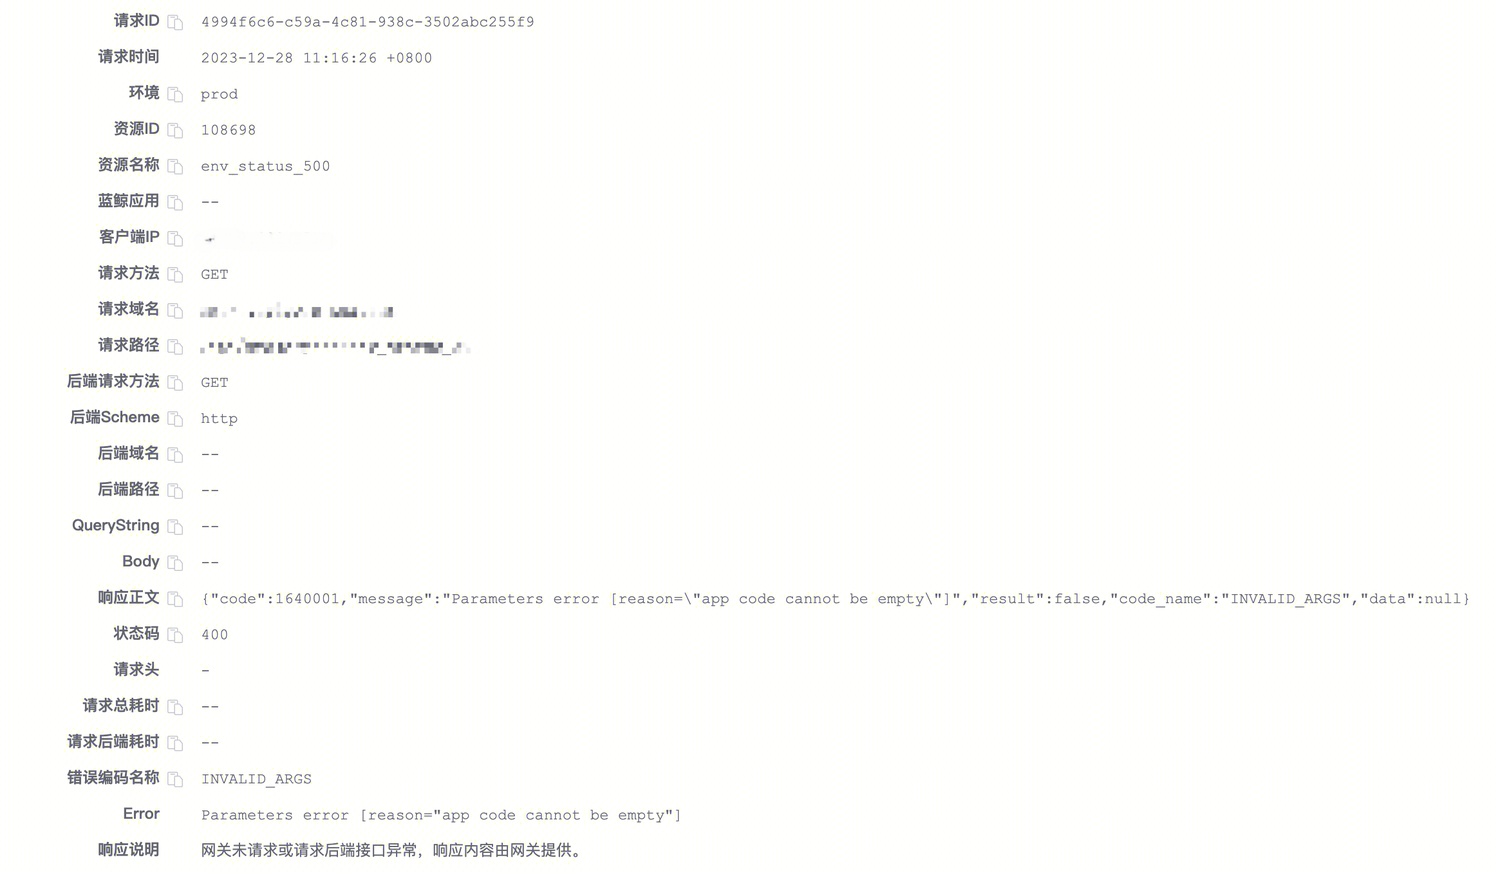 请求ID 4994f6c6-c59a-4c81-938c-3502abc255f9
请求时间 2023-12-28 11:16:26 +0800
环境 prod
资源ID 108698
资源名称 env_status_500
蓝鲸应用 --
客户端IP
请求方法 GET
请求域名
请求路径
后端请求方法 GET
后端Scheme http
后端域名 --
后端路径 --
QueryString --
Body --
响应正文 {"code":1640001,"message":"Parameters error [reason=\"app code cannot be empty\"]","result":false,"code_name":"INVALID_ARGS","data":null}
状态码 400
请求头 -
请求总耗时 --
请求后端耗时 --
错误编码名称 INVALID_ARGS
Error Parameters error [reason="app code cannot be empty"]
响应说明 网关未请求或请求后端接口异常，响应内容由网关提供。